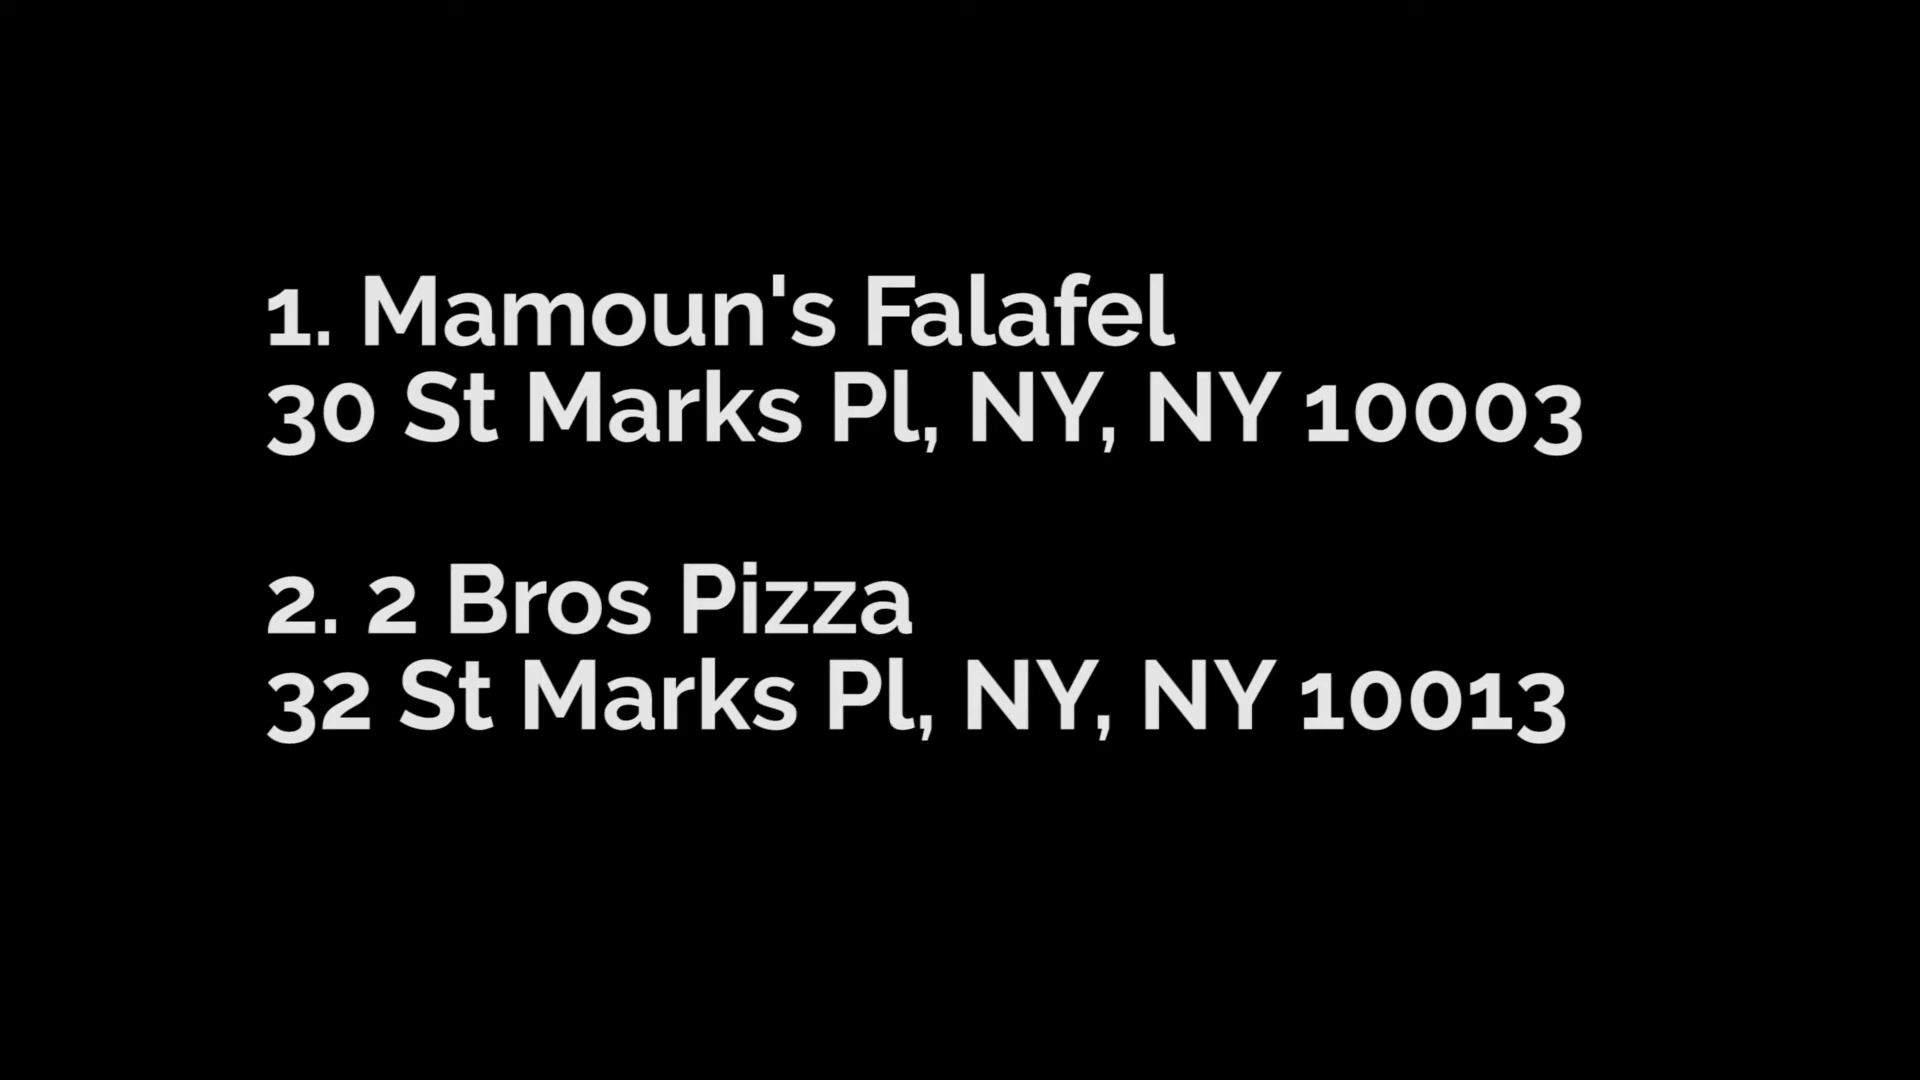 1. Mamoun's Falafel
30 St Marks Pl, NY, NY 10003
2. 2 Bros Pizza
32 St Marks Pl, NY, NY 10013